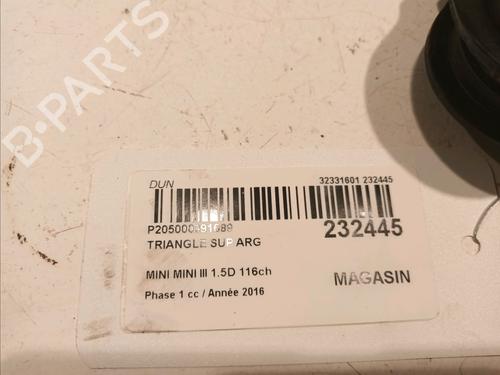 B-PARTS
DUN
32331601 232445
TRIANGLE SUP ARG
232445
MINI MINI III 1.5D 116ch
MAGASIN
Phase 1 cc / Année 2016